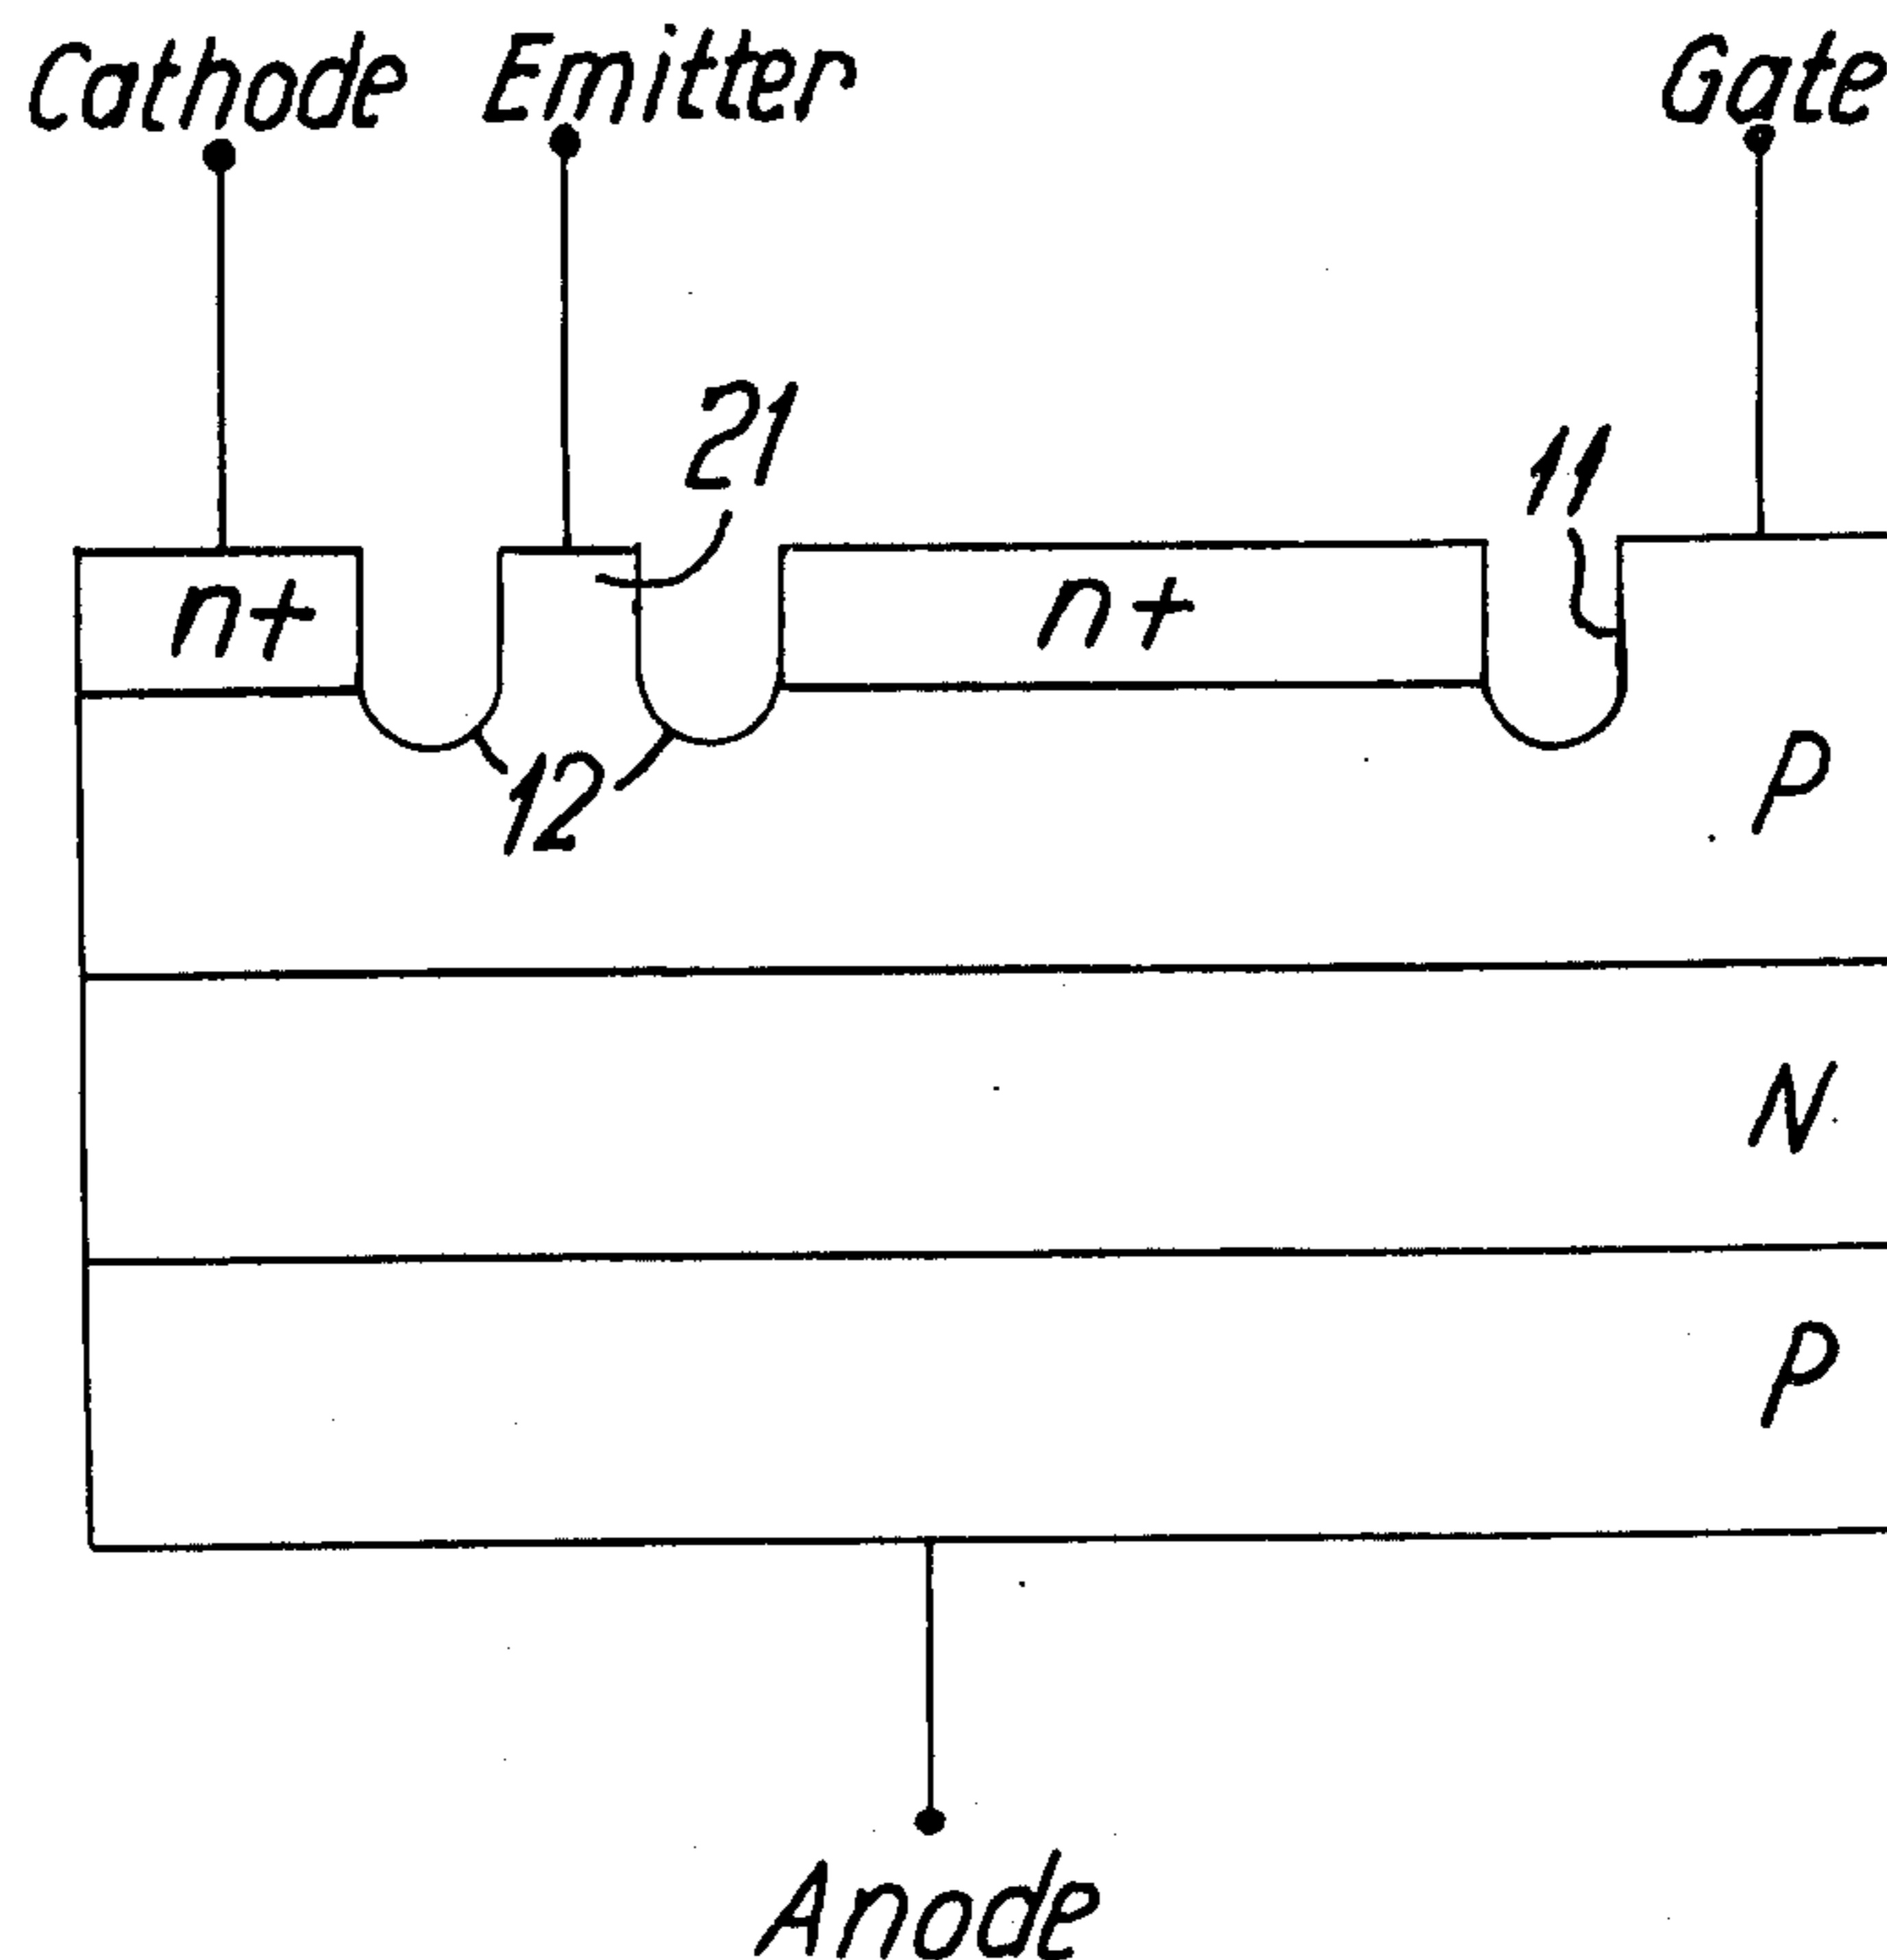 Cathode Emitter Gate
21
11
n+ n+
12
P
N
P
Anode